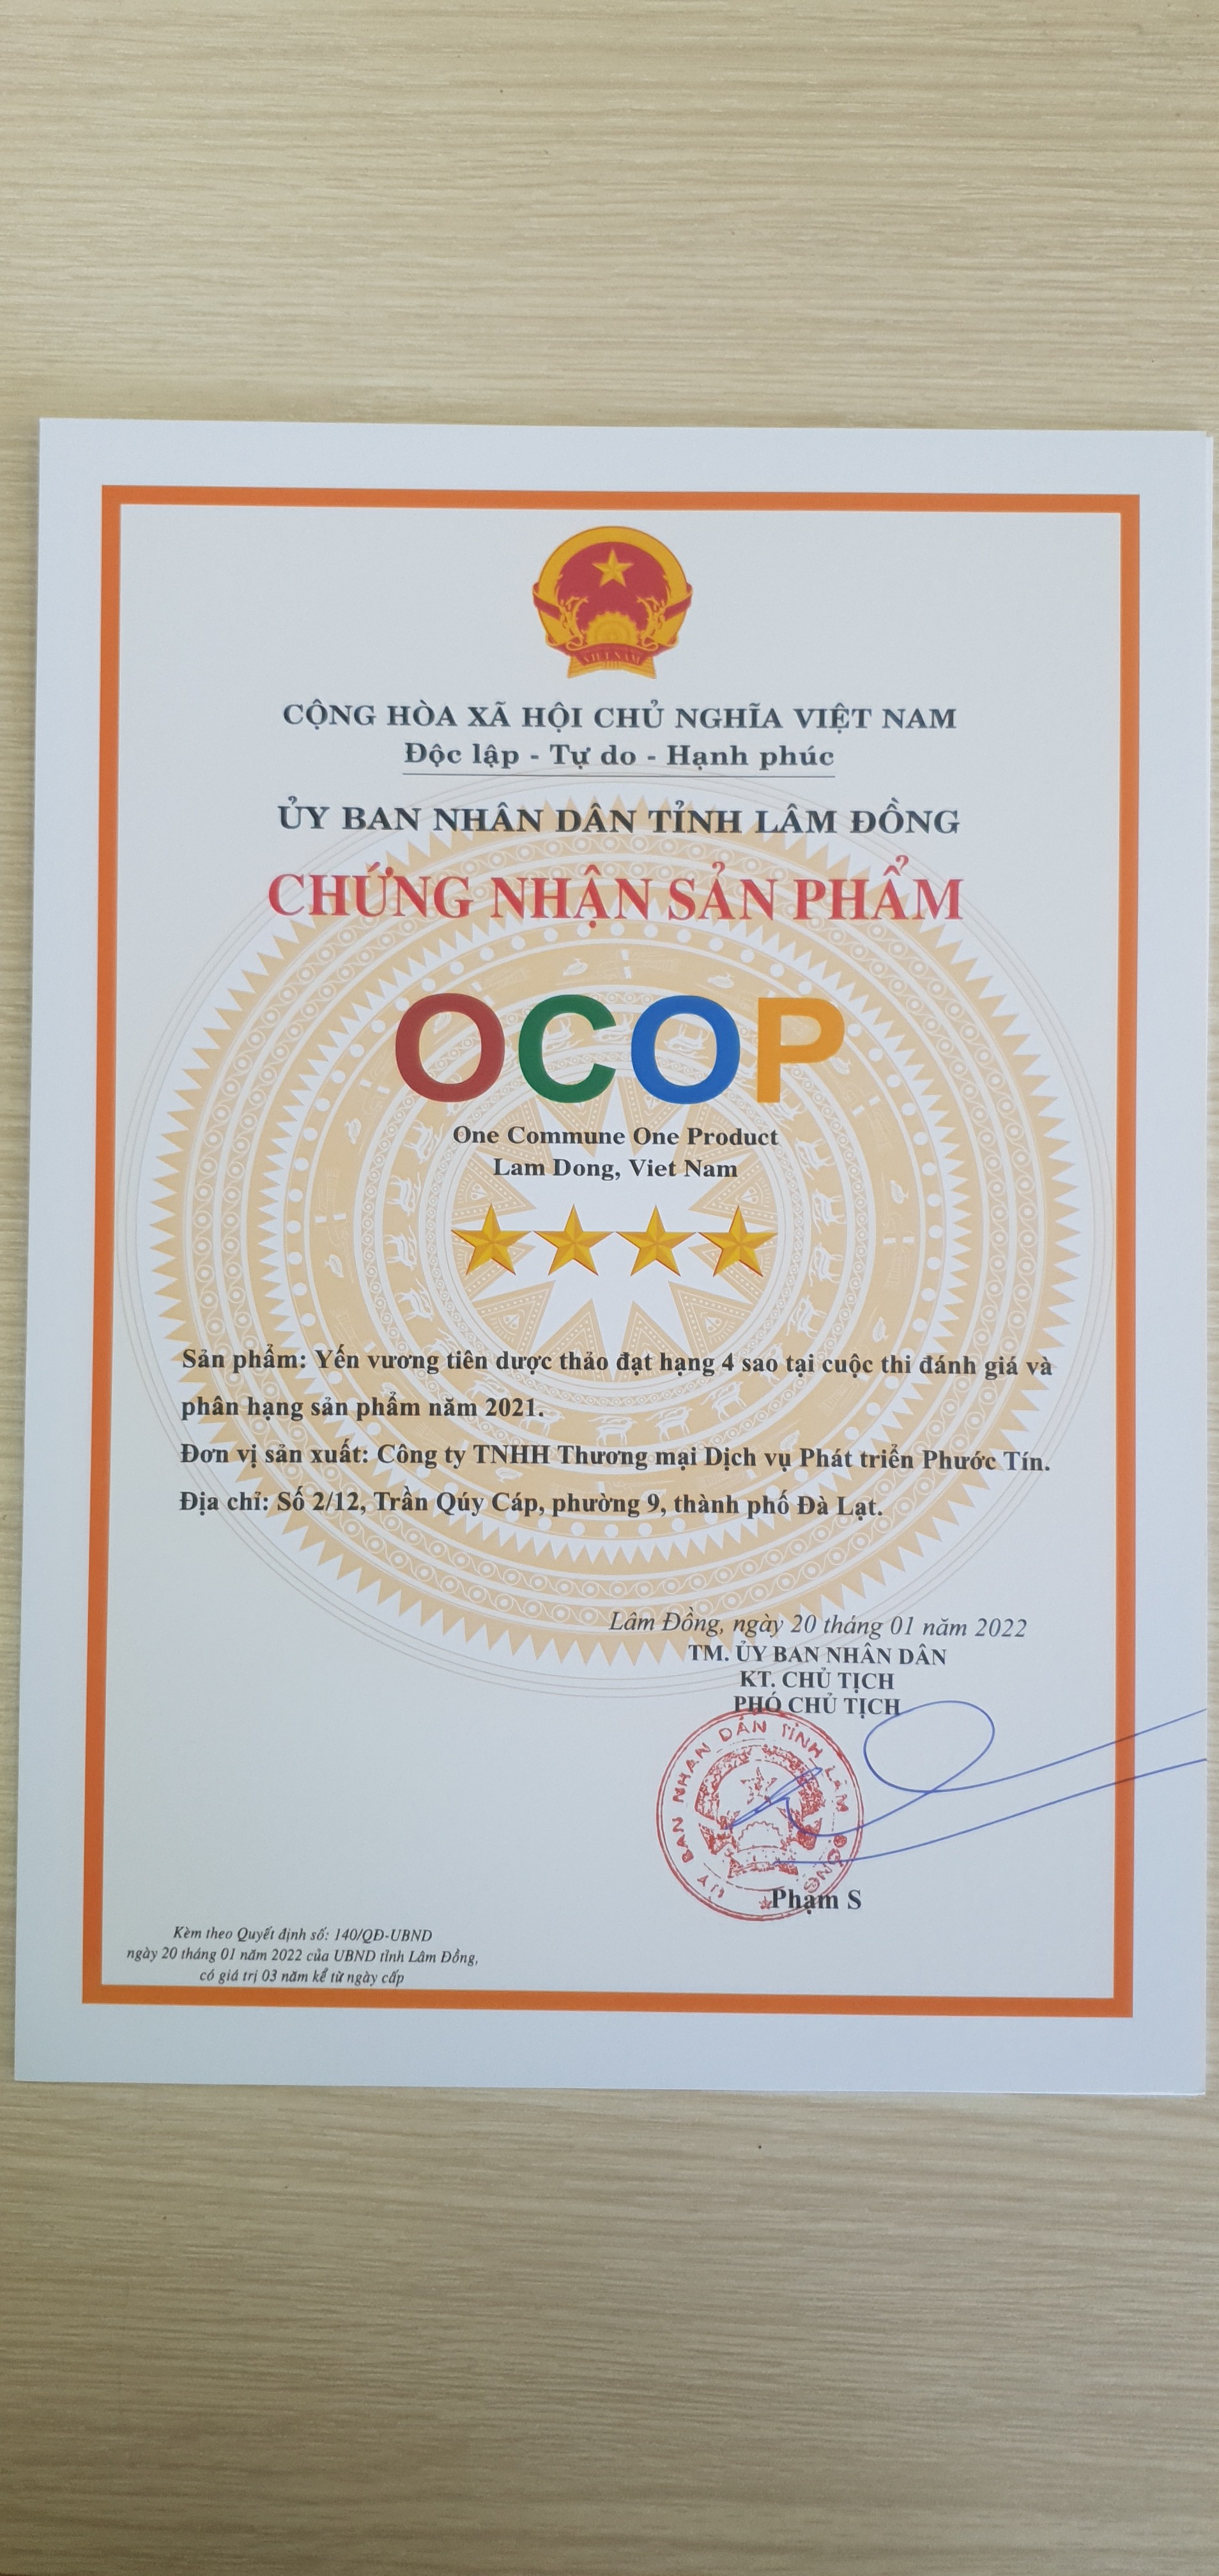 VIỆT NAM
CỘNG HÒA XÃ HỘI CHỦ NGHĨA VIỆT NAM
Độc lập - Tự do - Hạnh phúc
ỦY BAN NHÂN DÂN TỈNH LÂM ĐỒNG
CHỨNG NHẬN SẢN PHẨM
OCOP
One Commune One Product
Lam Dong, Viet Nam
Sản phẩm: Yến vương tiên dược thảo đạt hạng 4 sao tại cuộc thi đánh giá và
phân hạng sản phẩm năm 2021.
Đơn vị sản xuất: Công ty TNHH Thương mại Dịch vụ Phát triển Phước Tín.
Địa chỉ: Số 2/12, Trần Qúy Cáp, phường 9, thành phố Đà Lạt.
Lâm Đồng, ngày 20 tháng 01 năm 2022
TM. ỦY BAN NHÂN DÂN
KT. CHỦ TỊCH
PHÓ CHỦ TỊCH
ỦY BAN NHÂN DÂN TỈNH LÂM ĐỒNG
Phạm S
Kèm theo Quyết định số: 140/QĐ-UBND
ngày 20 tháng 01 năm 2022 của UBND tỉnh Lâm Đồng,
có giá trị 03 năm kể từ ngày cấp